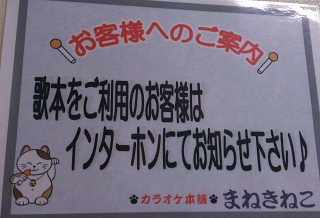 お客様へのご案内
歌本をご利用のお客様は
インターホンにてお知らせ下さい♪
カラオケ本舗 まねきねこ